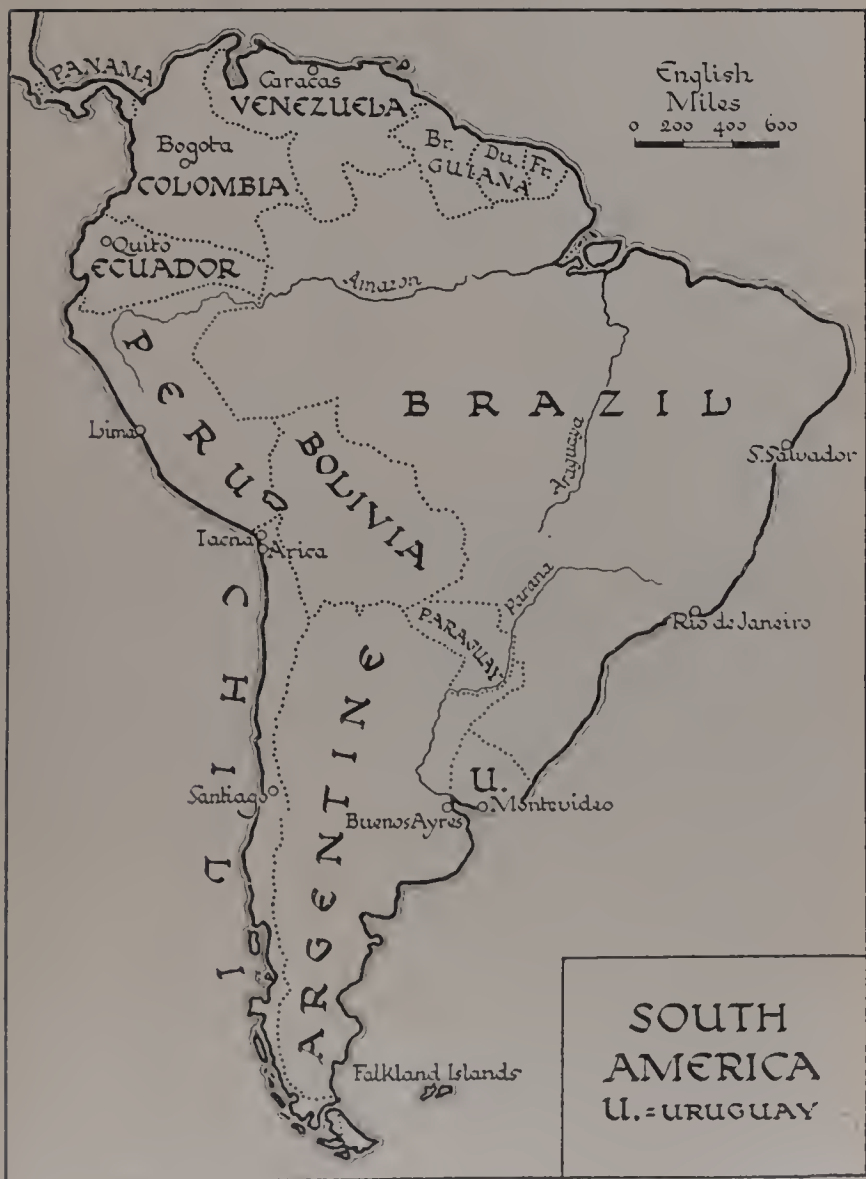 PANAMA
Caracas
VENEZUELA
English
Miles
0 200 400 600
Bogota
COLOMBIA
Br. Du. Fr.
GUIANA
Quito
ECUADOR
Amazon
PERU
BRAZIL
Lima
BOLIVIA
Araguaya
S. Salvador
Tacna
Arica
CHILI
PARAGUAY
Parana
Rio de Janeiro
ARGENTINE
Santiago
U.
Buenos Ayres
Montevideo
Falkland Islands
SOUTH
AMERICA
U. = URUGUAY